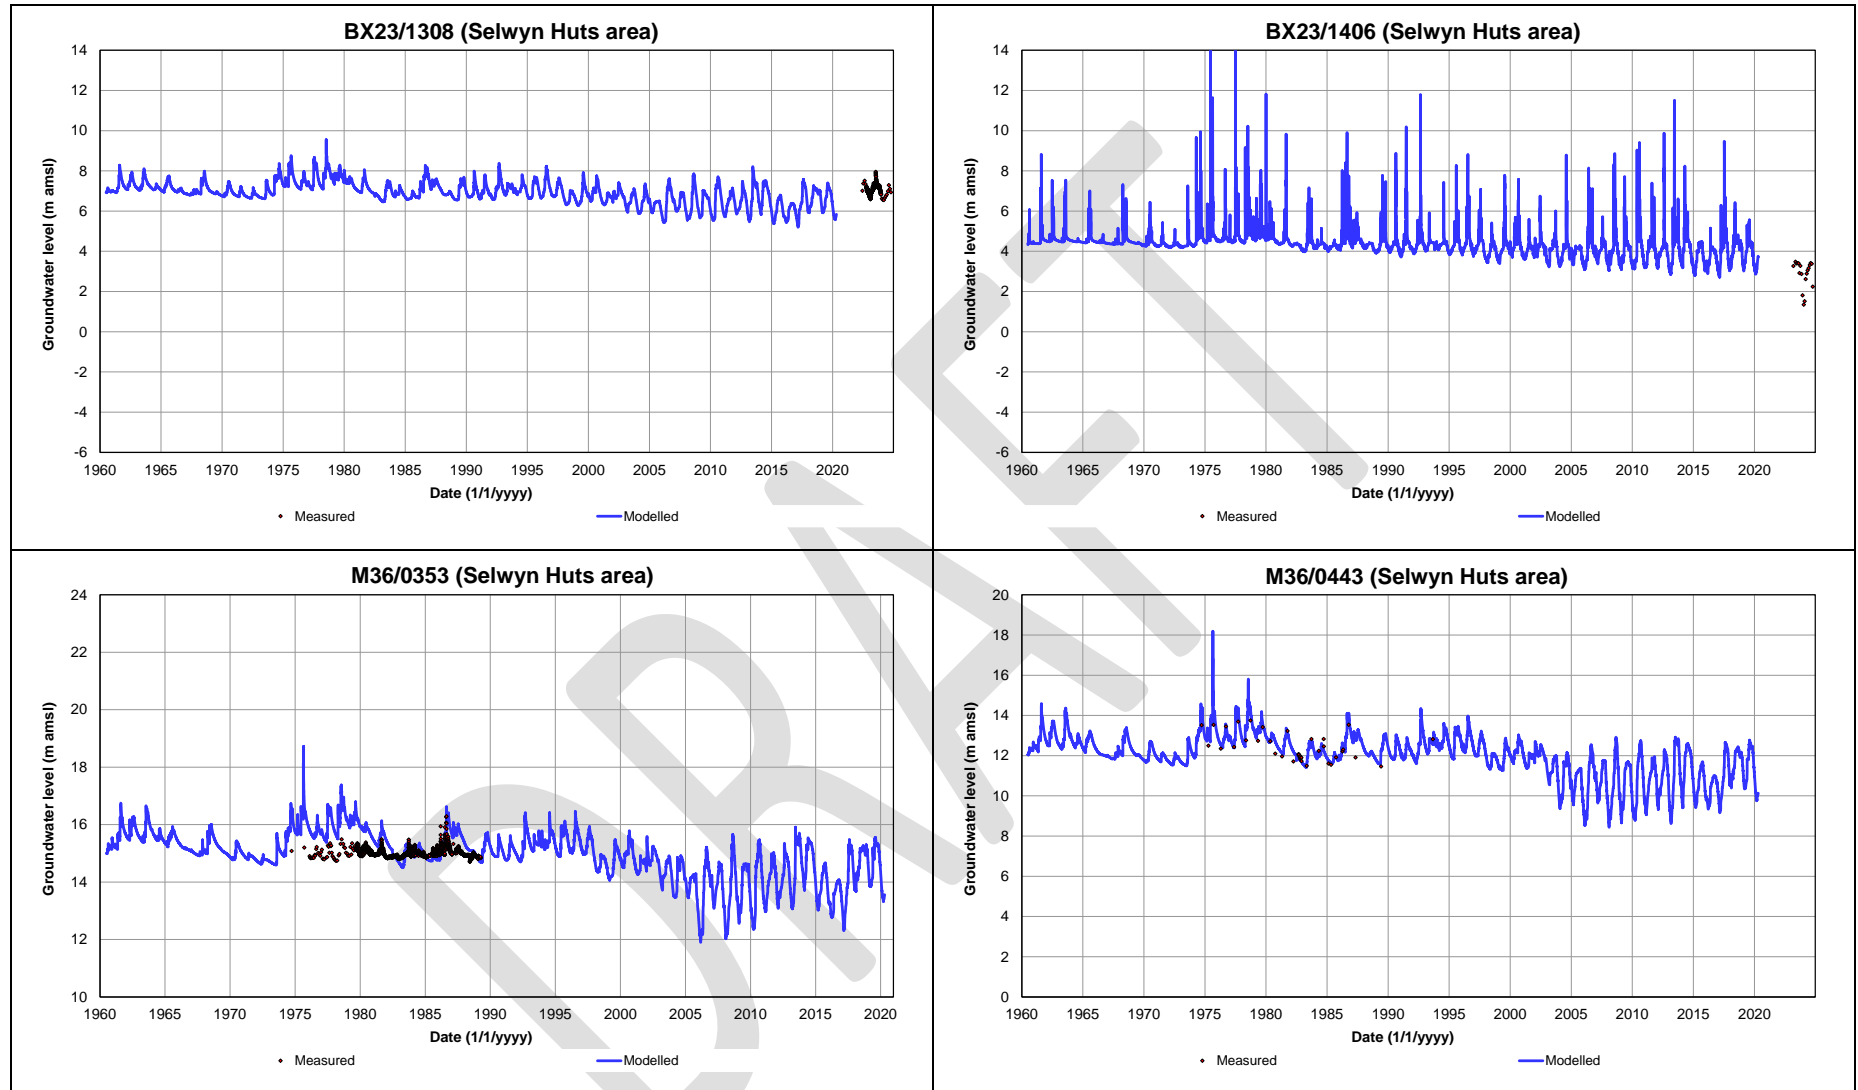 BX23/1308 (Selwyn Huts area)
Groundwater level (m amsl)
14
12
10
8
6
4
2
0
-2
-4
-6
1960 1965 1970 1975 1980 1985 1990 1995 2000 2005 2010 2015 2020
Date (1/1/yyyy)
Measured Modelled
BX23/1406 (Selwyn Huts area)
Groundwater level (m amsl)
14
12
10
8
6
4
2
0
-2
-4
-6
1960 1965 1970 1975 1980 1985 1990 1995 2000 2005 2010 2015 2020
Date (1/1/yyyy)
Measured Modelled
M36/0353 (Selwyn Huts area)
Groundwater level (m amsl)
24
22
20
18
16
14
12
10
1960 1965 1970 1975 1980 1985 1990 1995 2000 2005 2010 2015 2020
Date (1/1/yyyy)
Measured Modelled
M36/0443 (Selwyn Huts area)
Groundwater level (m amsl)
20
18
16
14
12
10
8
6
4
2
0
1960 1965 1970 1975 1980 1985 1990 1995 2000 2005 2010 2015 2020
Date (1/1/yyyy)
Measured Modelled
DRAFT